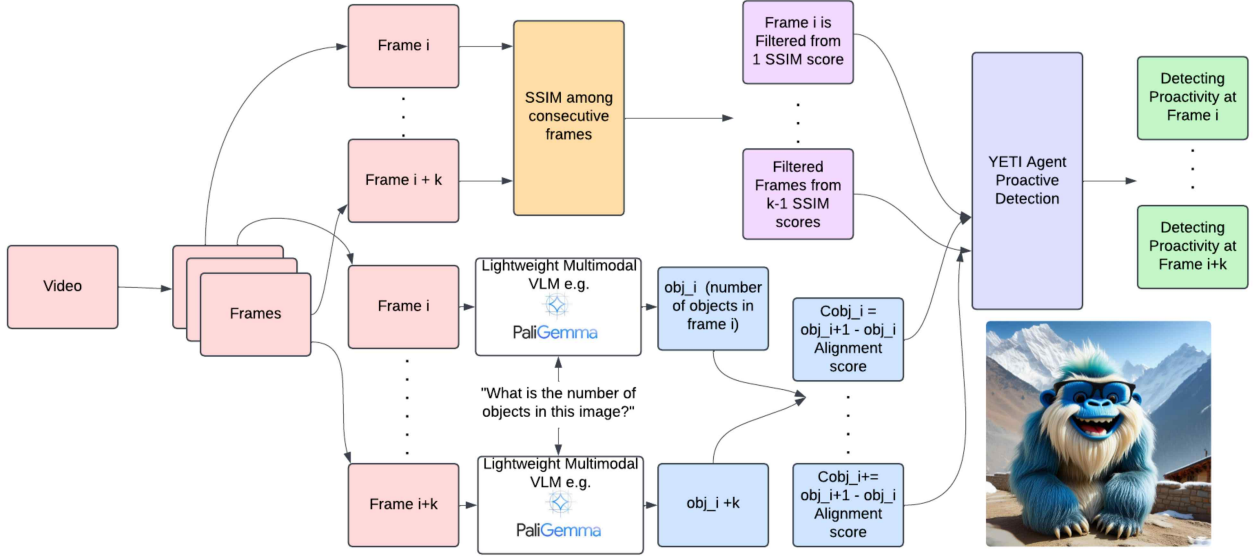 Video
Frames
Frame i
Frame i + k
SSIM among
consecutive
frames
Frame i is
Filtered from
1 SSIM score
Filtered
Frames from
k-1 SSIM
scores
Frame i
Lightweight Multimodal
VLM e.g.
PaliGemma
obj_i (number
of objects in
frame i)
"What is the number of
objects in this image?"
Frame i+k
Lightweight Multimodal
VLM e.g.
PaliGemma
obj_i +k
Cobj_i =
obj_i+1 - obj_i
Alignment
score
Cobj_i+=
obj_i+1 - obj_i
Alignment
score
YETI Agent
Proactive
Detection
Detecting
Proactivity at
Frame i
Detecting
Proactivity at
Frame i+k